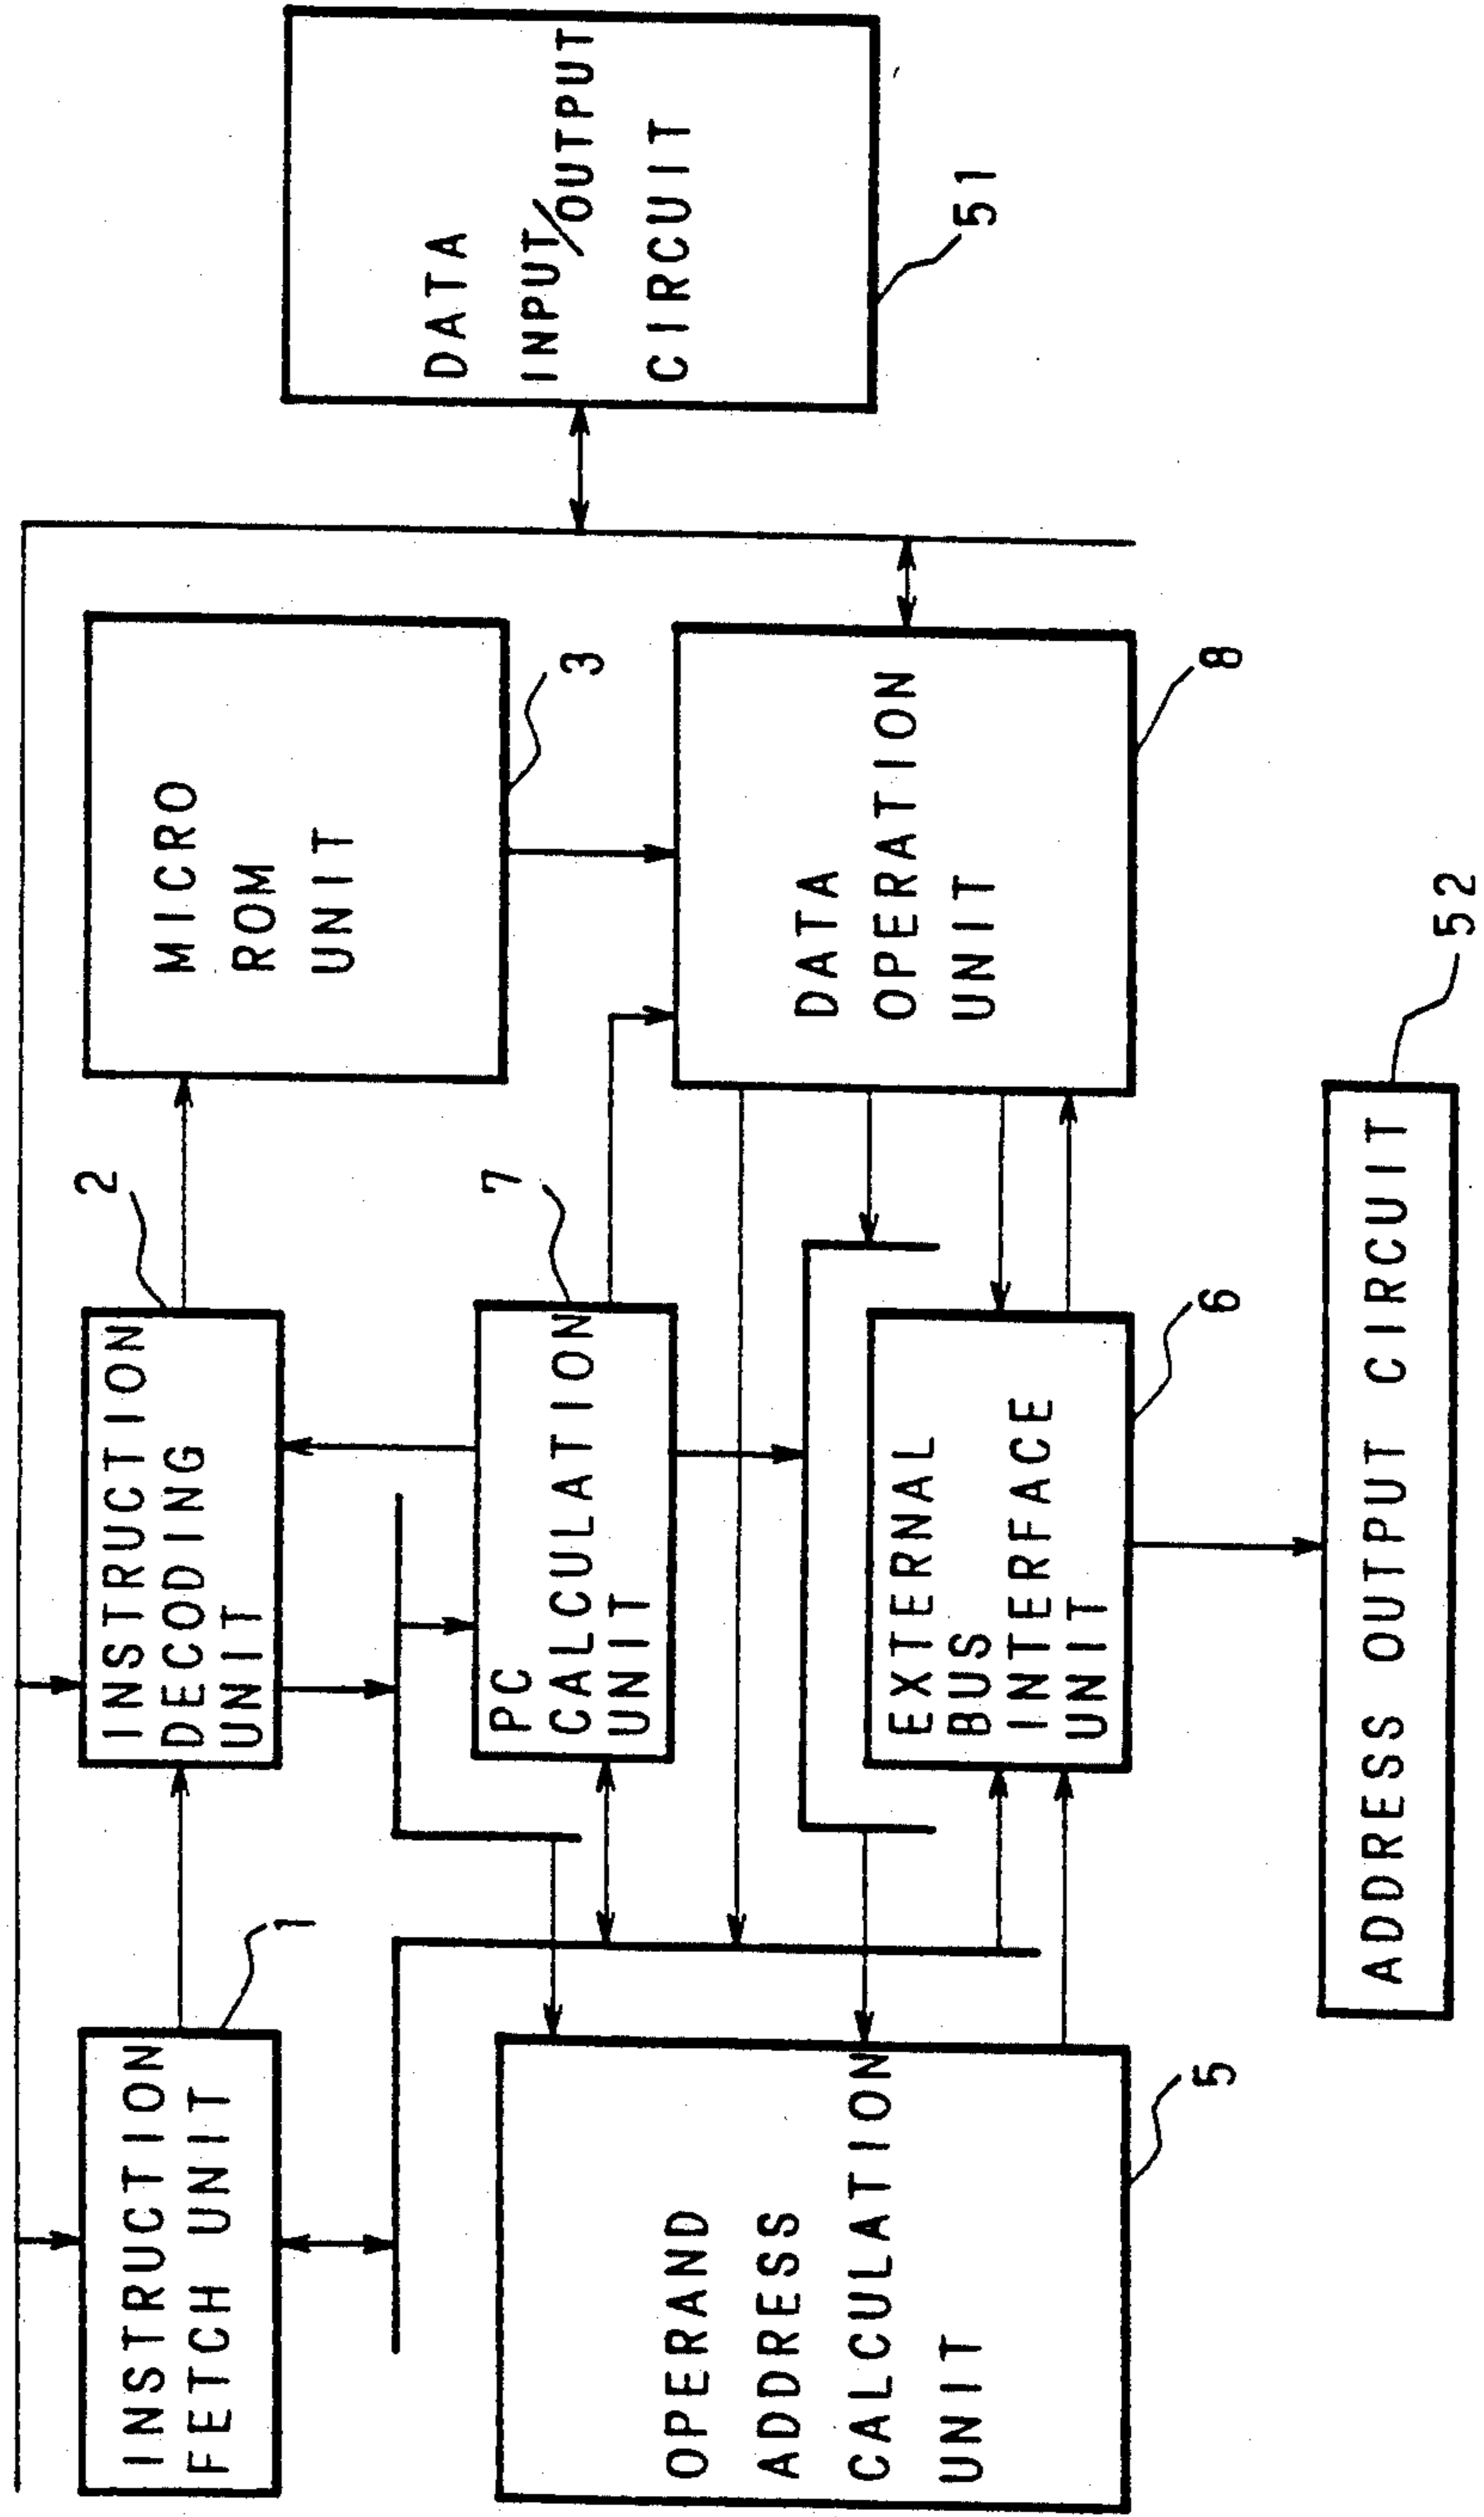 INSTRUCTION
FETCH UNIT
1
INSTRUCTION
DECODING
UNIT
2
MICRO
ROM
UNIT
3
DATA
INPUT/OUTPUT
CIRCUIT
51
OPERAND
ADDRESS
CALCULATION
UNIT
5
PC
CALCULATION
UNIT
7
EXTERNAL
BUS
INTERFACE
UNIT
6
DATA
OPERATION
UNIT
8
ADDRESS OUTPUT CIRCUIT
52